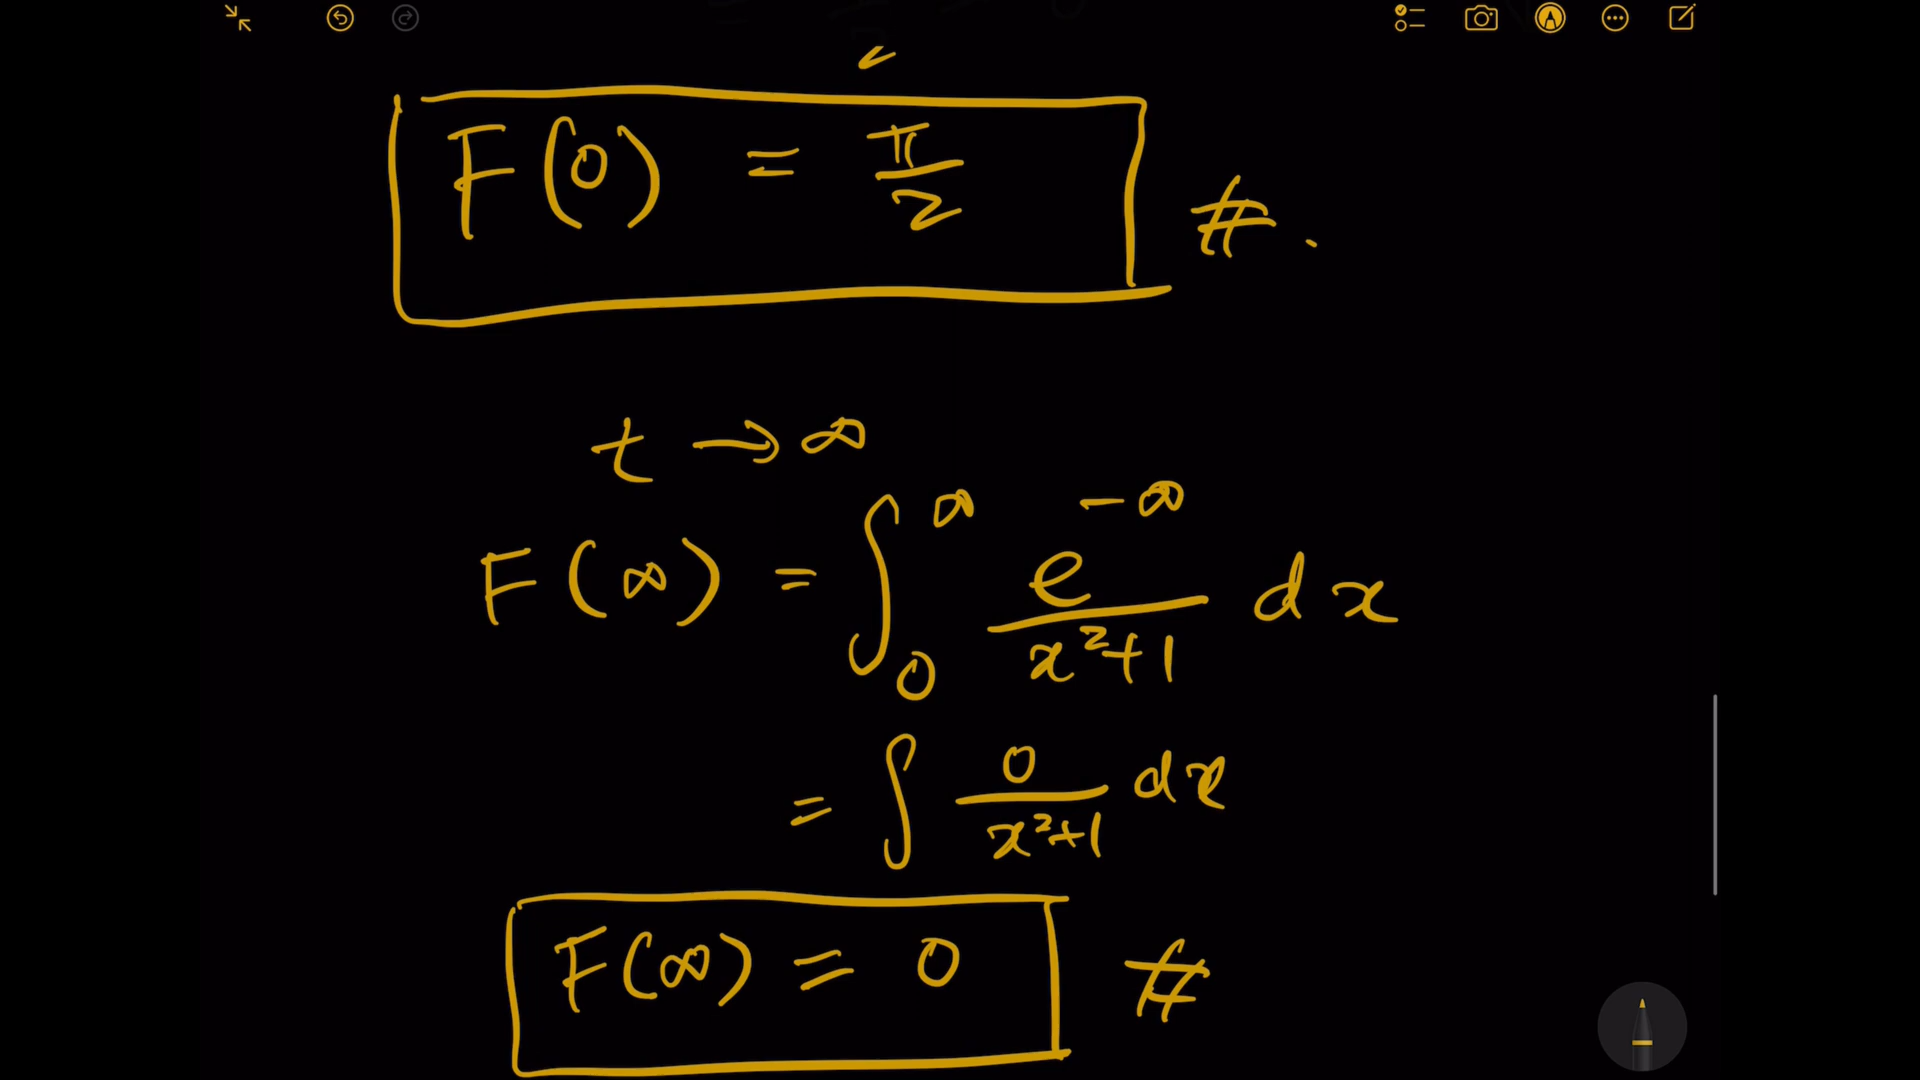 F(0) = π/2 #.
t → ∞
F(∞) = ∫₀^∞ e^(-∞)/(x²+1) dx
= ∫ 0/(x²+1) dx
F(∞) = 0 #